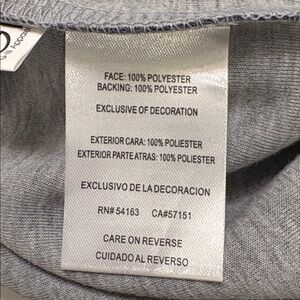 FACE: 100% POLYESTER
BACKING: 100% POLYESTER
EXCLUSIVE OF DECORATION
EXTERIOR CARA: 100% POLIESTER
EXTERIOR PARTE ATRAS: 100% POLIESTER
EXCLUSIVO DE LA DECORACION
RN# 54163 CA#57151
CARE ON REVERSE
CUIDADO AL REVERSO